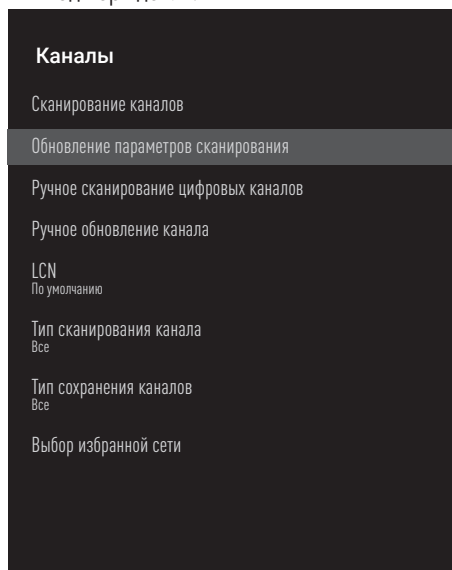 Каналы
Сканирование каналов
Обновление параметров сканирования
Ручное сканирование цифровых каналов
Ручное обновление канала
LCN
По умолчанию
Тип сканирования канала
Все
Тип сохранения каналов
Все
Выбор избранной сети